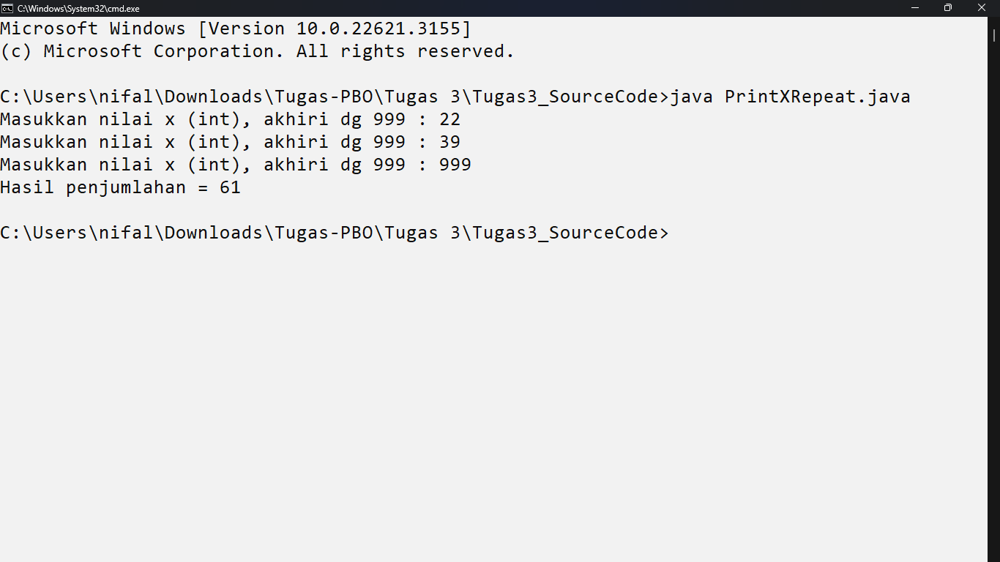 C:\Windows\System32\cmd.exe
Microsoft Windows [Version 10.0.22621.3155]
(c) Microsoft Corporation. All rights reserved.
C:\Users\nifal\Downloads\Tugas-PBO\Tugas 3\Tugas3_SourceCode>java PrintXRepeat.java
Masukkan nilai x (int), akhiri dg 999 : 22
Masukkan nilai x (int), akhiri dg 999 : 39
Masukkan nilai x (int), akhiri dg 999 : 999
Hasil penjumlahan = 61
C:\Users\nifal\Downloads\Tugas-PBO\Tugas 3\Tugas3_SourceCode>